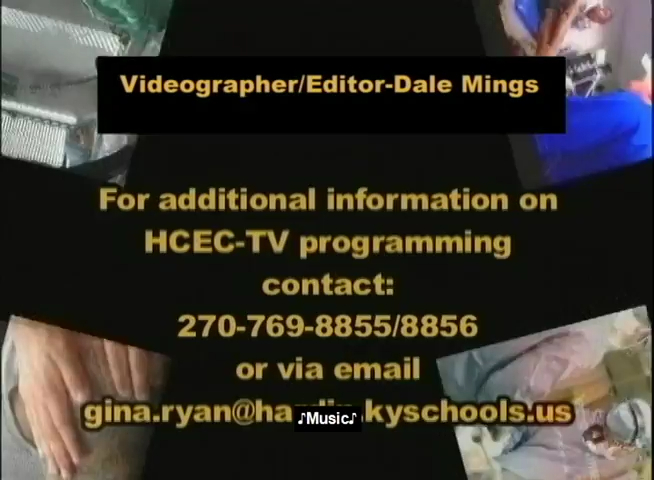 Videographer/Editor-Dale Mings
For additional information on
HCEC-TV programming
contact:
270-769-8855/8856
or via email
gina.ryan@hardin.kyschools.us
♪Music♪